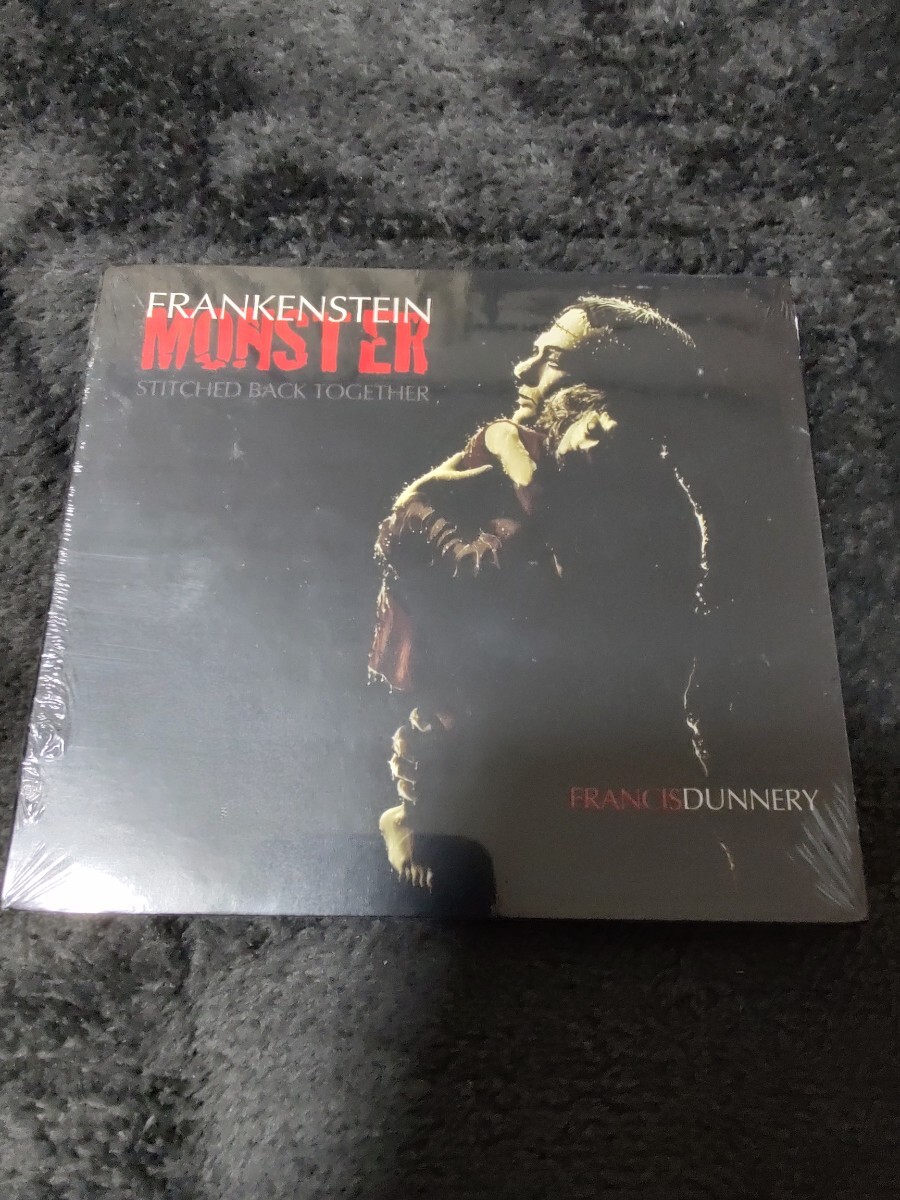 FRANKENSTEIN
MONSTER
STITCHED BACK TOGETHER
FRANCISDUNNERY